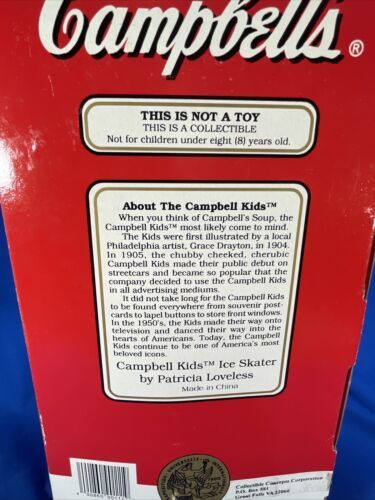 Campbell's®
THIS IS NOT A TOY
THIS IS A COLLECTIBLE
Not for children under eight (8) years old.
About The Campbell Kids™
When you think of Campbell's Soup, the
Campbell Kids™ most likely come to mind.
The Kids were first illustrated by a local
Philadelphia artist, Grace Drayton, in 1904.
In 1905, the chubby cheeked, cherubic
Campbell Kids made their public debut on
streetcars and became so popular that the
company decided to use the Campbell Kids
in all advertising mediums.
It did not take long for the Campbell Kids
to be found everywhere from souvenir post-
cards to lapel buttons to store front windows.
In the 1950's, the Kids made their way onto
television and danced their way into the
hearts of Americans. Today, the Campbell
Kids continue to be one of America's most
beloved icons.
Campbell Kids™ Ice Skater
by Patricia Loveless
Made in China
Collectible Concepts Corporation
P.O. Box 581
Great Falls VA 22066